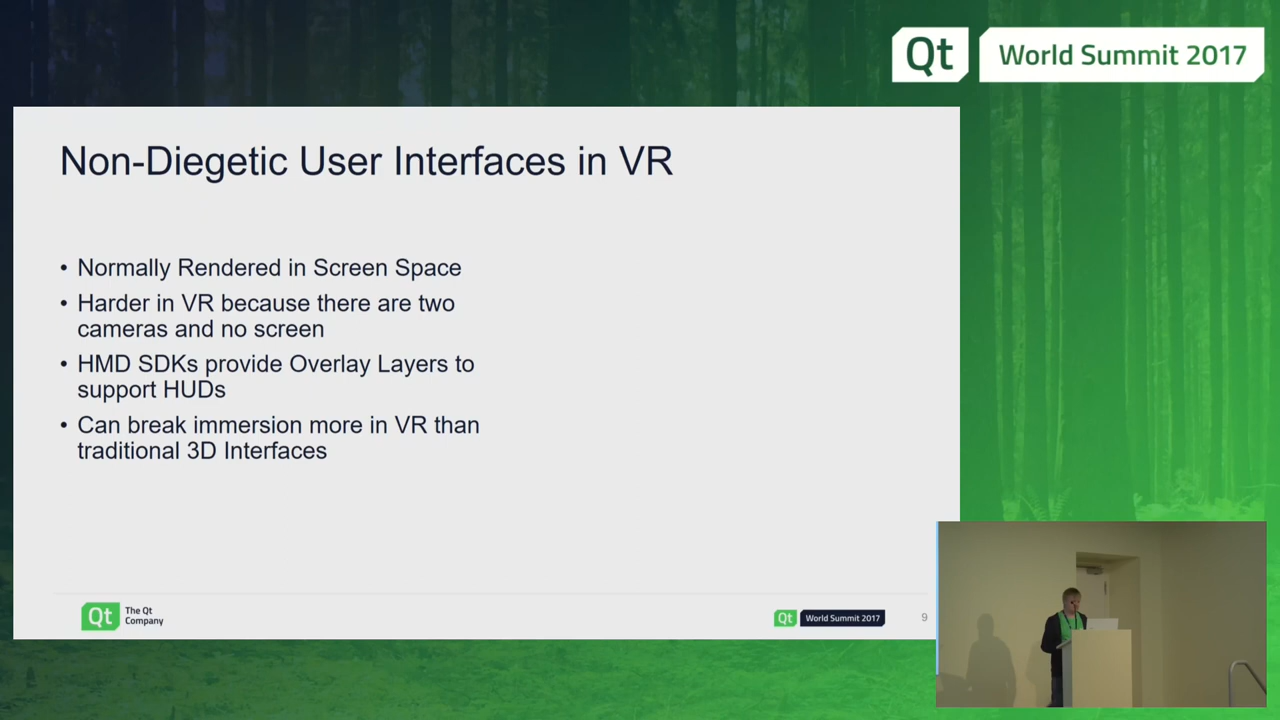 Qt
World Summit 2017
Non-Diegetic User Interfaces in VR
• Normally Rendered in Screen Space
• Harder in VR because there are two
cameras and no screen
• HMD SDKs provide Overlay Layers to
support HUDs
• Can break immersion more in VR than
traditional 3D Interfaces
Qt
The Qt
Company
Qt
World Summit 2017
9